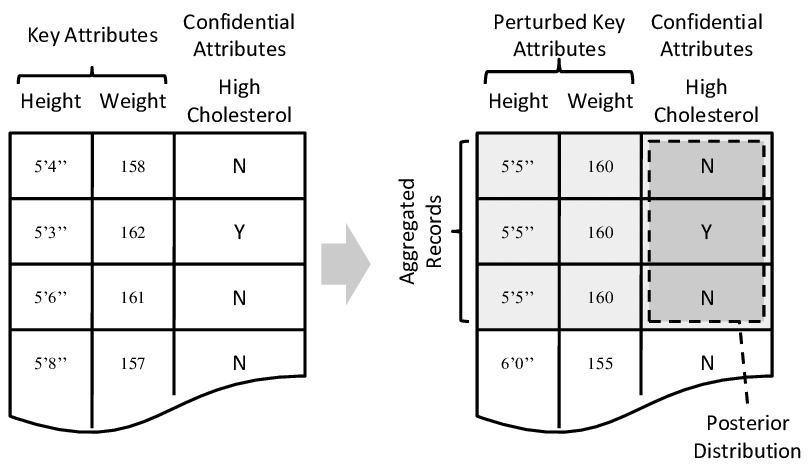 Key Attributes
Confidential
Attributes
Height Weight High
Cholesterol
5'4'' 158 N
5'3'' 162 Y
5'6'' 161 N
5'8'' 157 N
Perturbed Key
Attributes
Confidential
Attributes
Height Weight High
Cholesterol
Aggregated
Records
5'5'' 160 N
5'5'' 160 Y
5'5'' 160 N
6'0'' 155 N
Posterior
Distribution